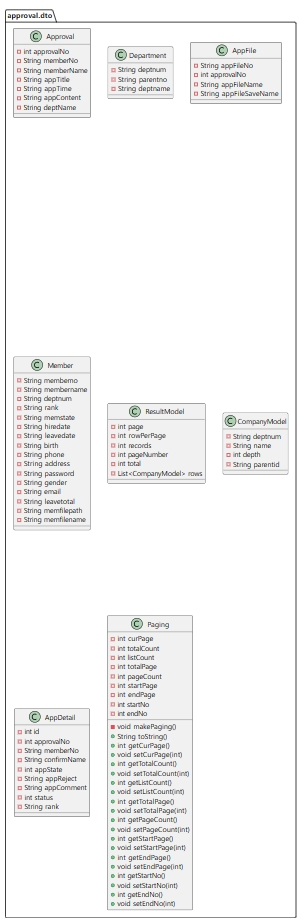 approval.dto
C Approval
int approvalNo
String memberNo
String memberName
String appTitle
String appTime
String appContent
String deptName
C Department
String deptnum
String parentno
String deptname
C AppFile
String appFileNo
int approvalNo
String appFileName
String appFileSaveName
C Member
String memberno
String membername
String deptnum
String rank
String memstate
String hiredate
String leavedate
String birth
String phone
String address
String password
String gender
String email
String leavetotal
String memfilepath
String memfilename
C ResultModel
int page
int rowPerPage
int records
int pageNumber
int total
List<CompanyModel> rows
C CompanyModel
String deptnum
String name
int depth
String parentid
C AppDetail
int id
int approvalNo
String memberNo
String confirmName
int appState
String appReject
String appComment
int status
String rank
C Paging
int curPage
int totalCount
int listCount
int totalPage
int pageCount
int startPage
int endPage
int startNo
int endNo
void makePaging()
String toString()
int getCurPage()
void setCurPage(int)
int getTotalCount()
void setTotalCount(int)
int getListCount()
void setListCount(int)
int getTotalPage()
void setTotalPage(int)
int getPageCount()
void setPageCount(int)
int getStartPage()
void setStartPage(int)
int getEndPage()
void setEndPage(int)
int getStartNo()
void setStartNo(int)
int getEndNo()
void setEndNo(int)